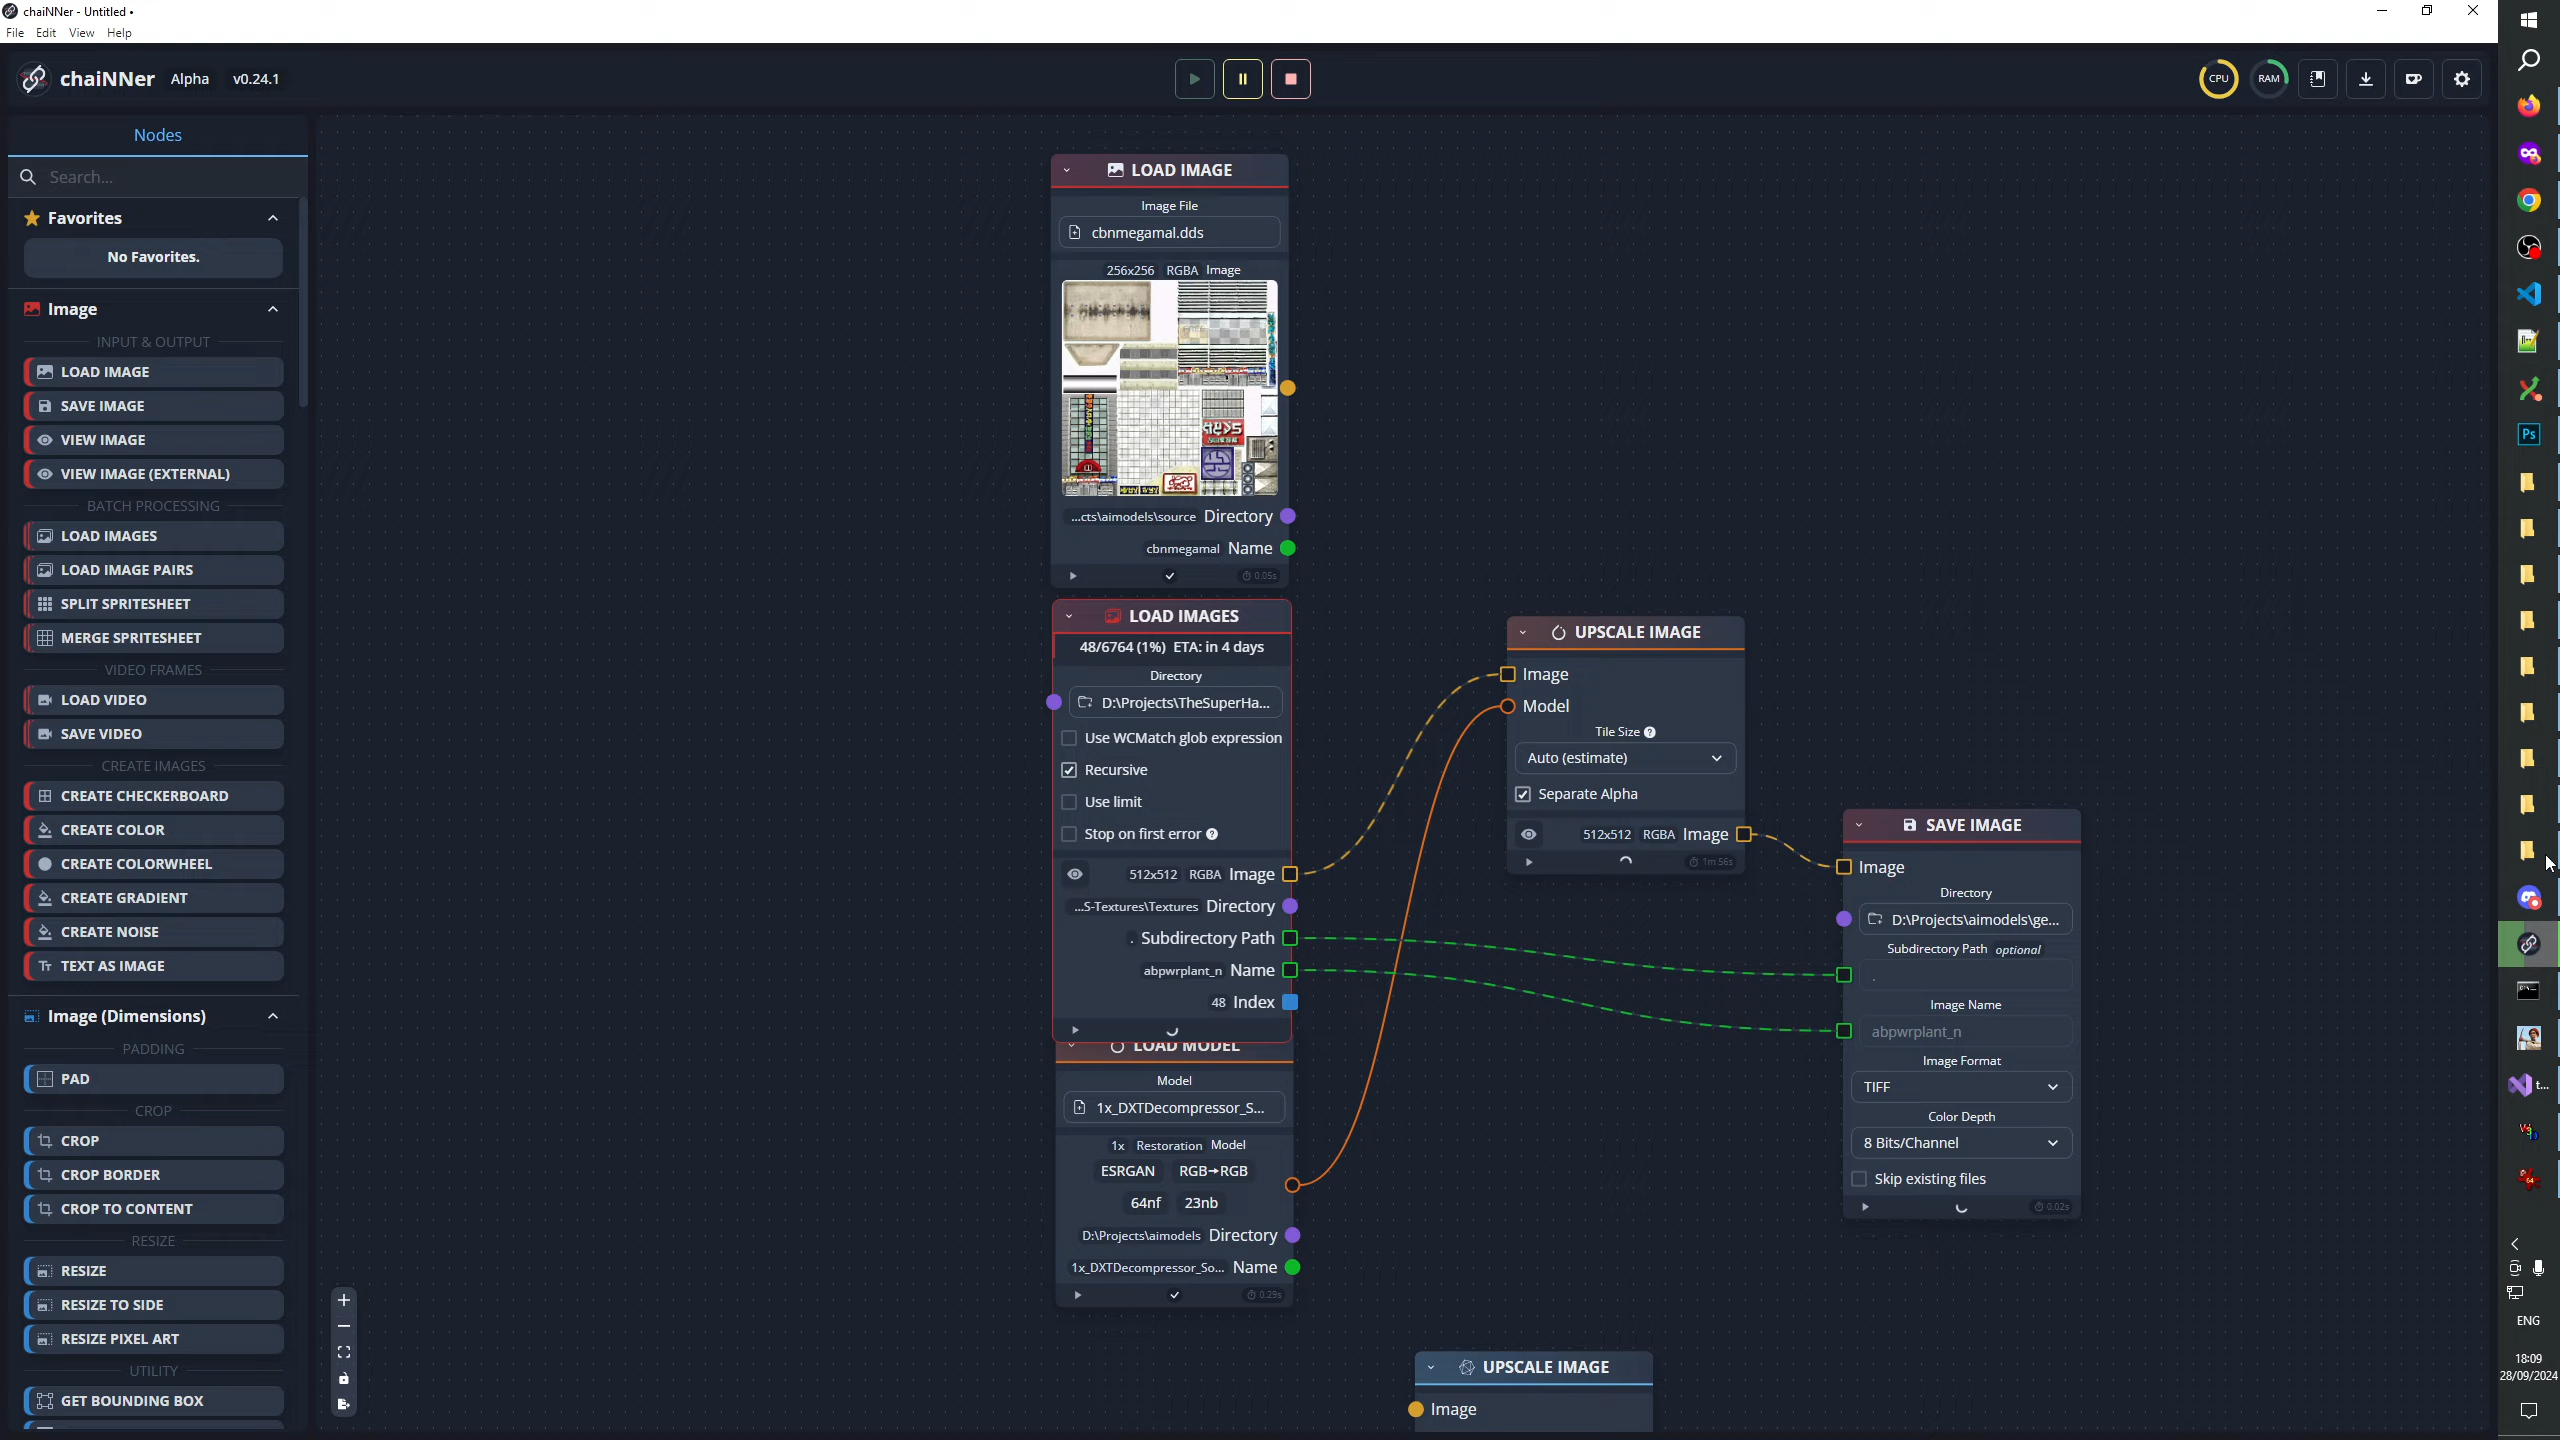 chaiNNer - Untitled •
File Edit View Help
chaiNNer Alpha v0.24.1
CPU RAM
Nodes
Search...
Favorites
No Favorites.
Image
INPUT & OUTPUT
LOAD IMAGE
SAVE IMAGE
VIEW IMAGE
VIEW IMAGE (EXTERNAL)
BATCH PROCESSING
LOAD IMAGES
LOAD IMAGE PAIRS
SPLIT SPRITESHEET
MERGE SPRITESHEET
VIDEO FRAMES
LOAD VIDEO
SAVE VIDEO
CREATE IMAGES
CREATE CHECKERBOARD
CREATE COLOR
CREATE COLORWHEEL
CREATE GRADIENT
CREATE NOISE
TEXT AS IMAGE
Image (Dimensions)
PADDING
PAD
CROP
CROP
CROP BORDER
CROP TO CONTENT
RESIZE
RESIZE
RESIZE TO SIDE
RESIZE PIXEL ART
UTILITY
GET BOUNDING BOX
LOAD IMAGE
Image File
cbnmegamal.dds
256x256 RGBA Image
...cts\aimodels\source Directory
cbnmegamal Name
0.05s
LOAD IMAGES
48/6764 (1%) ETA: in 4 days
Directory
D:\Projects\TheSuperHa...
Use WCMatch glob expression
Recursive
Use limit
Stop on first error
512x512 RGBA Image
...S-Textures\Textures Directory
. Subdirectory Path
abpwrplant_n Name
48 Index
LOAD MODEL
Model
1x_DXTDecompressor_S...
1x Restoration Model
ESRGAN RGB→RGB
64nf 23nb
D:\Projects\aimodels Directory
1x_DXTDecompressor_So... Name
0.29s
UPSCALE IMAGE
Image
Model
Tile Size
Auto (estimate)
Separate Alpha
512x512 RGBA Image
1m 56s
SAVE IMAGE
Image
Directory
D:\Projects\aimodels\ge...
Subdirectory Path optional
.
Image Name
abpwrplant_n
Image Format
TIFF
Color Depth
8 Bits/Channel
Skip existing files
0.02s
UPSCALE IMAGE
Image
Ps
t...
64
ENG
18:09
28/09/2024